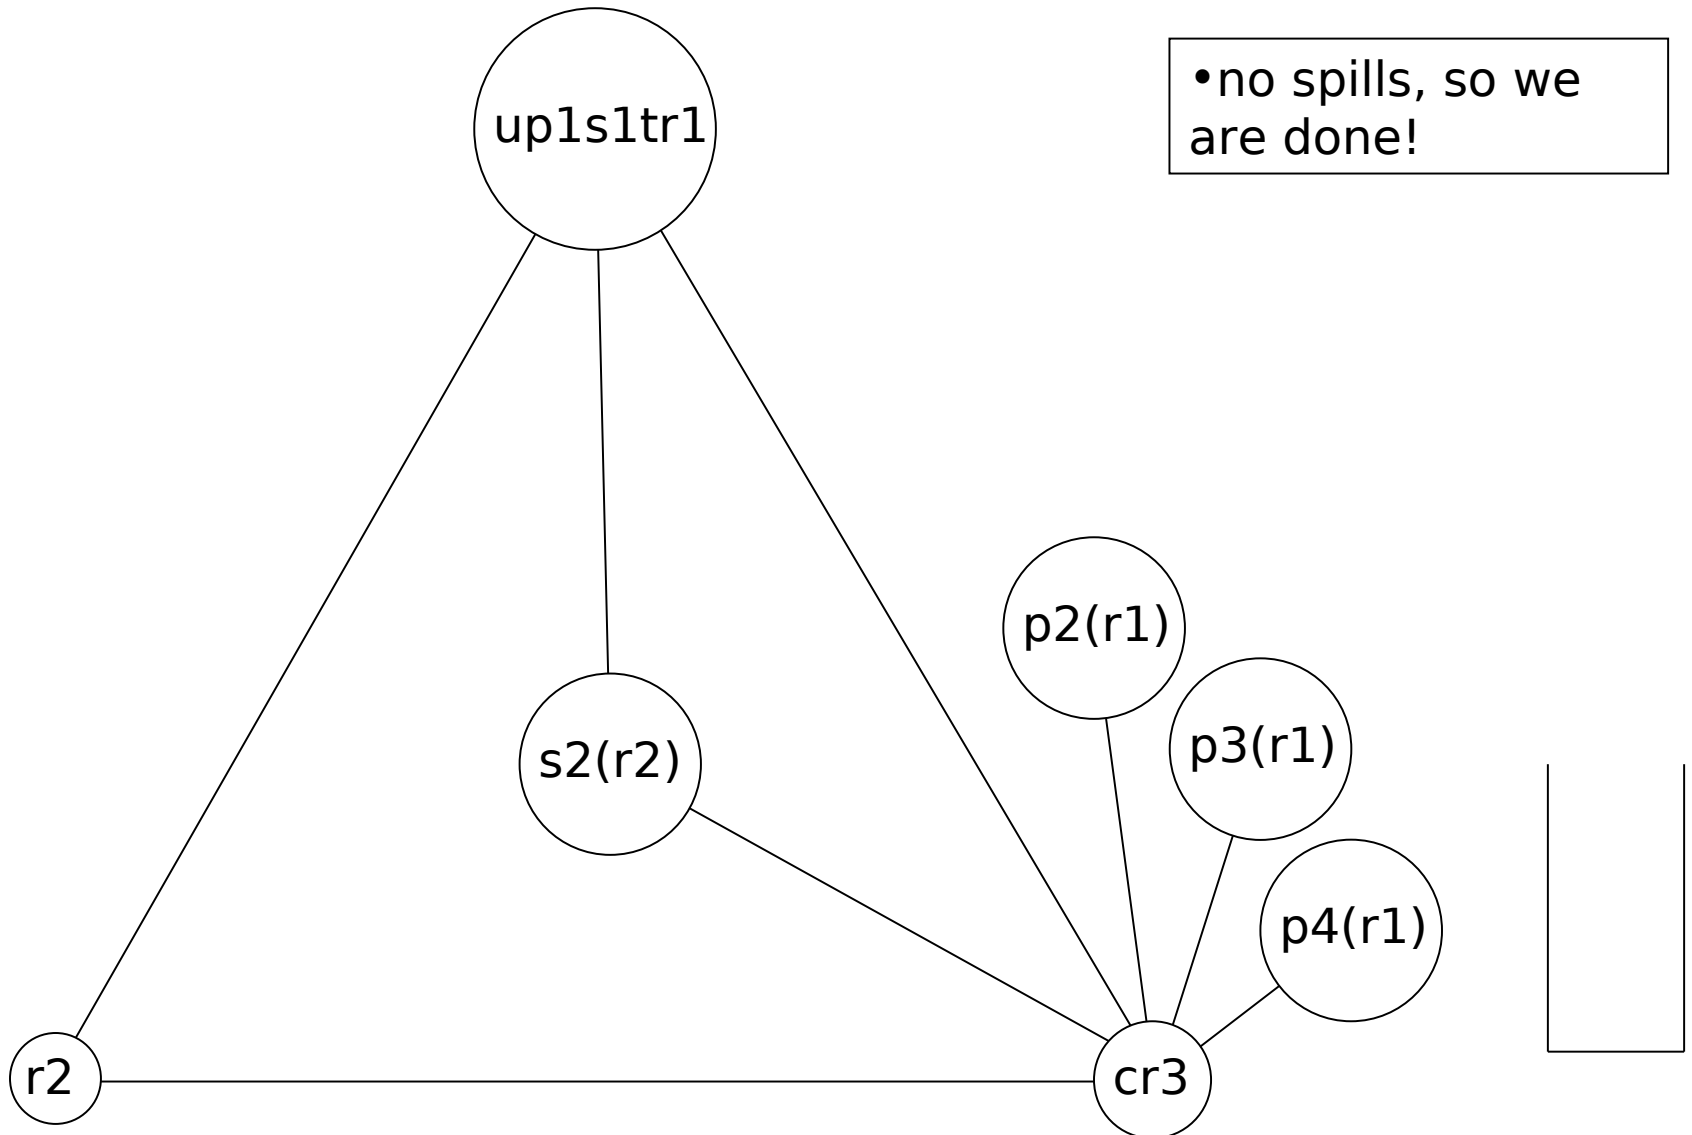 up1s1tr1
•no spills, so we
are done!
p2(r1)
p3(r1)
s2(r2)
p4(r1)
r2
cr3